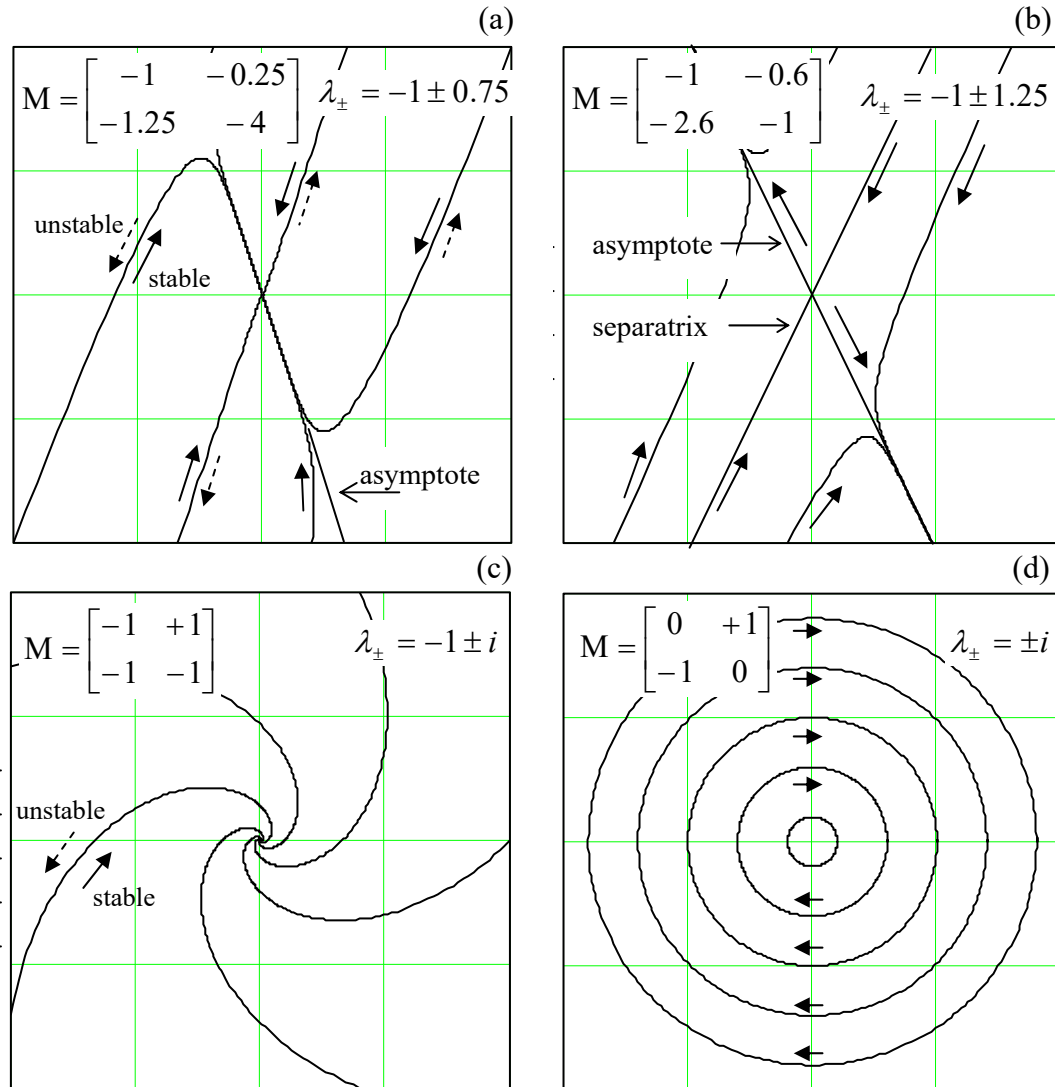 (a)
M = [ −1 −0.25
−1.25 −4 ]
λ± = −1 ± 0.75
unstable
stable
asymptote
(b)
M = [ −1 −0.6
−2.6 −1 ]
λ± = −1 ± 1.25
asymptote
separatrix
(c)
M = [ −1 +1
−1 −1 ]
λ± = −1 ± i
unstable
stable
(d)
M = [ 0 +1
−1 0 ]
λ± = ±i